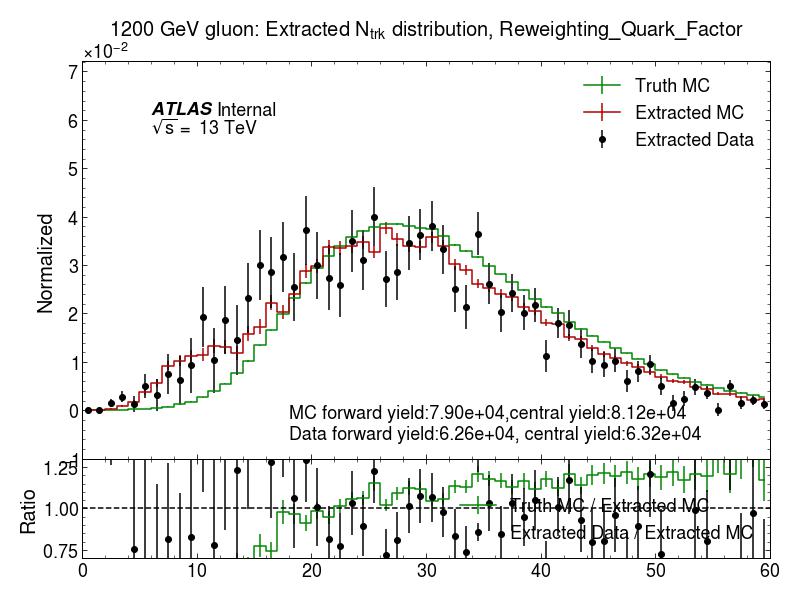 1200 GeV gluon: Extracted N_trk distribution, Reweighting_Quark_Factor
×10⁻²
7
6
5
4
3
2
1
0
1
Normalized
ATLAS Internal
√s = 13 TeV
Truth MC
Extracted MC
Extracted Data
MC forward yield:7.90e+04,central yield:8.12e+04
Data forward yield:6.26e+04, central yield:6.32e+04
1.25
1.00
0.75
Ratio
Truth MC / Extracted MC
Extracted Data / Extracted MC
0 10 20 30 40 50 60